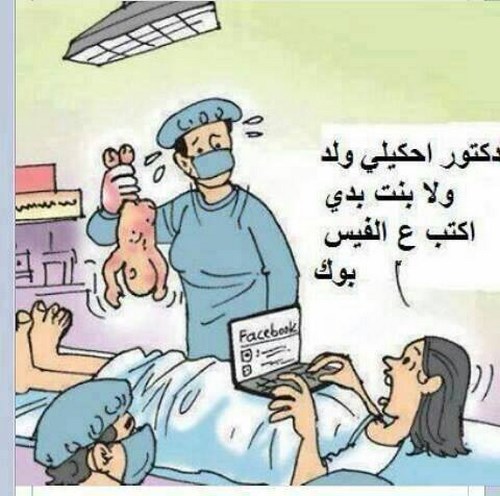 دكتور احكيلي ولد
ولا بنت بدي
اكتب ع الفيس
بوك
Facebook